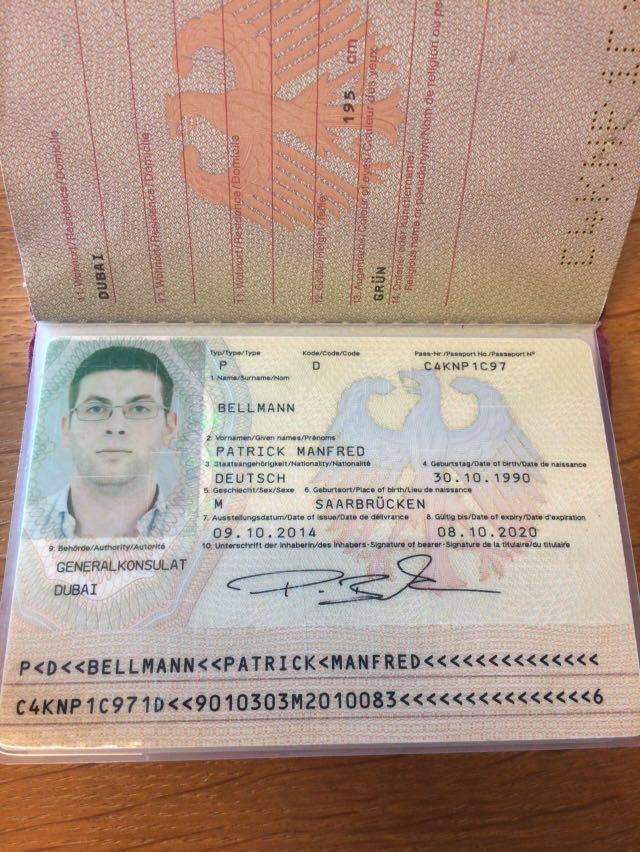 11 Wohnort/Residence/Domicile
DUBAI
11 Wohnort/Residence/Domicile
11 Wohnort/Residence/Domicile
12 Größe/Height/Taille
195 cm
13 Augenfarbe/Colour of eyes/Couleur des yeux
GRÜN
14 Ordens- oder Künstlername/
Religious name or pseudonym/Nom de religion ou
Typ/Type/Type Kode/Code/Code Pass-Nr./Passport No./Passeport N°
P D C4KNP1C97
1. Name/Surname/Nom
BELLMANN
2. Vornamen/Given names/Prénoms
PATRICK MANFRED
3. Staatsangehörigkeit/Nationality/Nationalité 4. Geburtstag/Date of birth/Date de naissance
DEUTSCH 30.10.1990
5. Geschlecht/Sex/Sexe 6. Geburtsort/Place of birth/Lieu de naissance
M SAARBRÜCKEN
7. Ausstellungsdatum/Date of issue/Date de délivrance 8. Gültig bis/Date of expiry/Date d'expiration
09.10.2014 08.10.2020
9. Behörde/Authority/Autorité 10. Unterschrift der Inhaberin/des Inhabers-Signature of bearer-Signature de la titulaire/du titulaire
GENERALKONSULAT
DUBAI
P<D<<BELLMANN<<PATRICK<MANFRED<<<<<<<<<<<<<<
C4KNP1C971D<<9010303M2010083<<<<<<<<<<<<<<<6